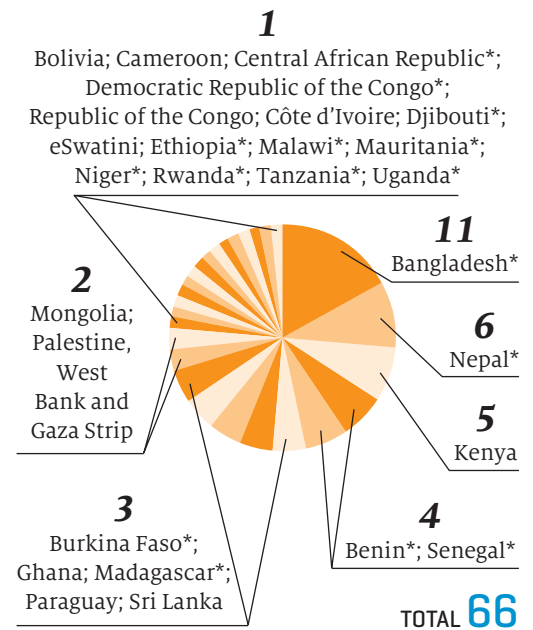 1
Bolivia; Cameroon; Central African Republic*;
Democratic Republic of the Congo*;
Republic of the Congo; Côte d’Ivoire; Djibouti*;
eSwatini; Ethiopia*; Malawi*; Mauritania*;
Niger*; Rwanda*; Tanzania*; Uganda*
11
Bangladesh*
6
Nepal*
5
Kenya
4
Benin*; Senegal*
3
Burkina Faso*;
Ghana; Madagascar*;
Paraguay; Sri Lanka
2
Mongolia;
Palestine,
West
Bank and
Gaza Strip
TOTAL 66